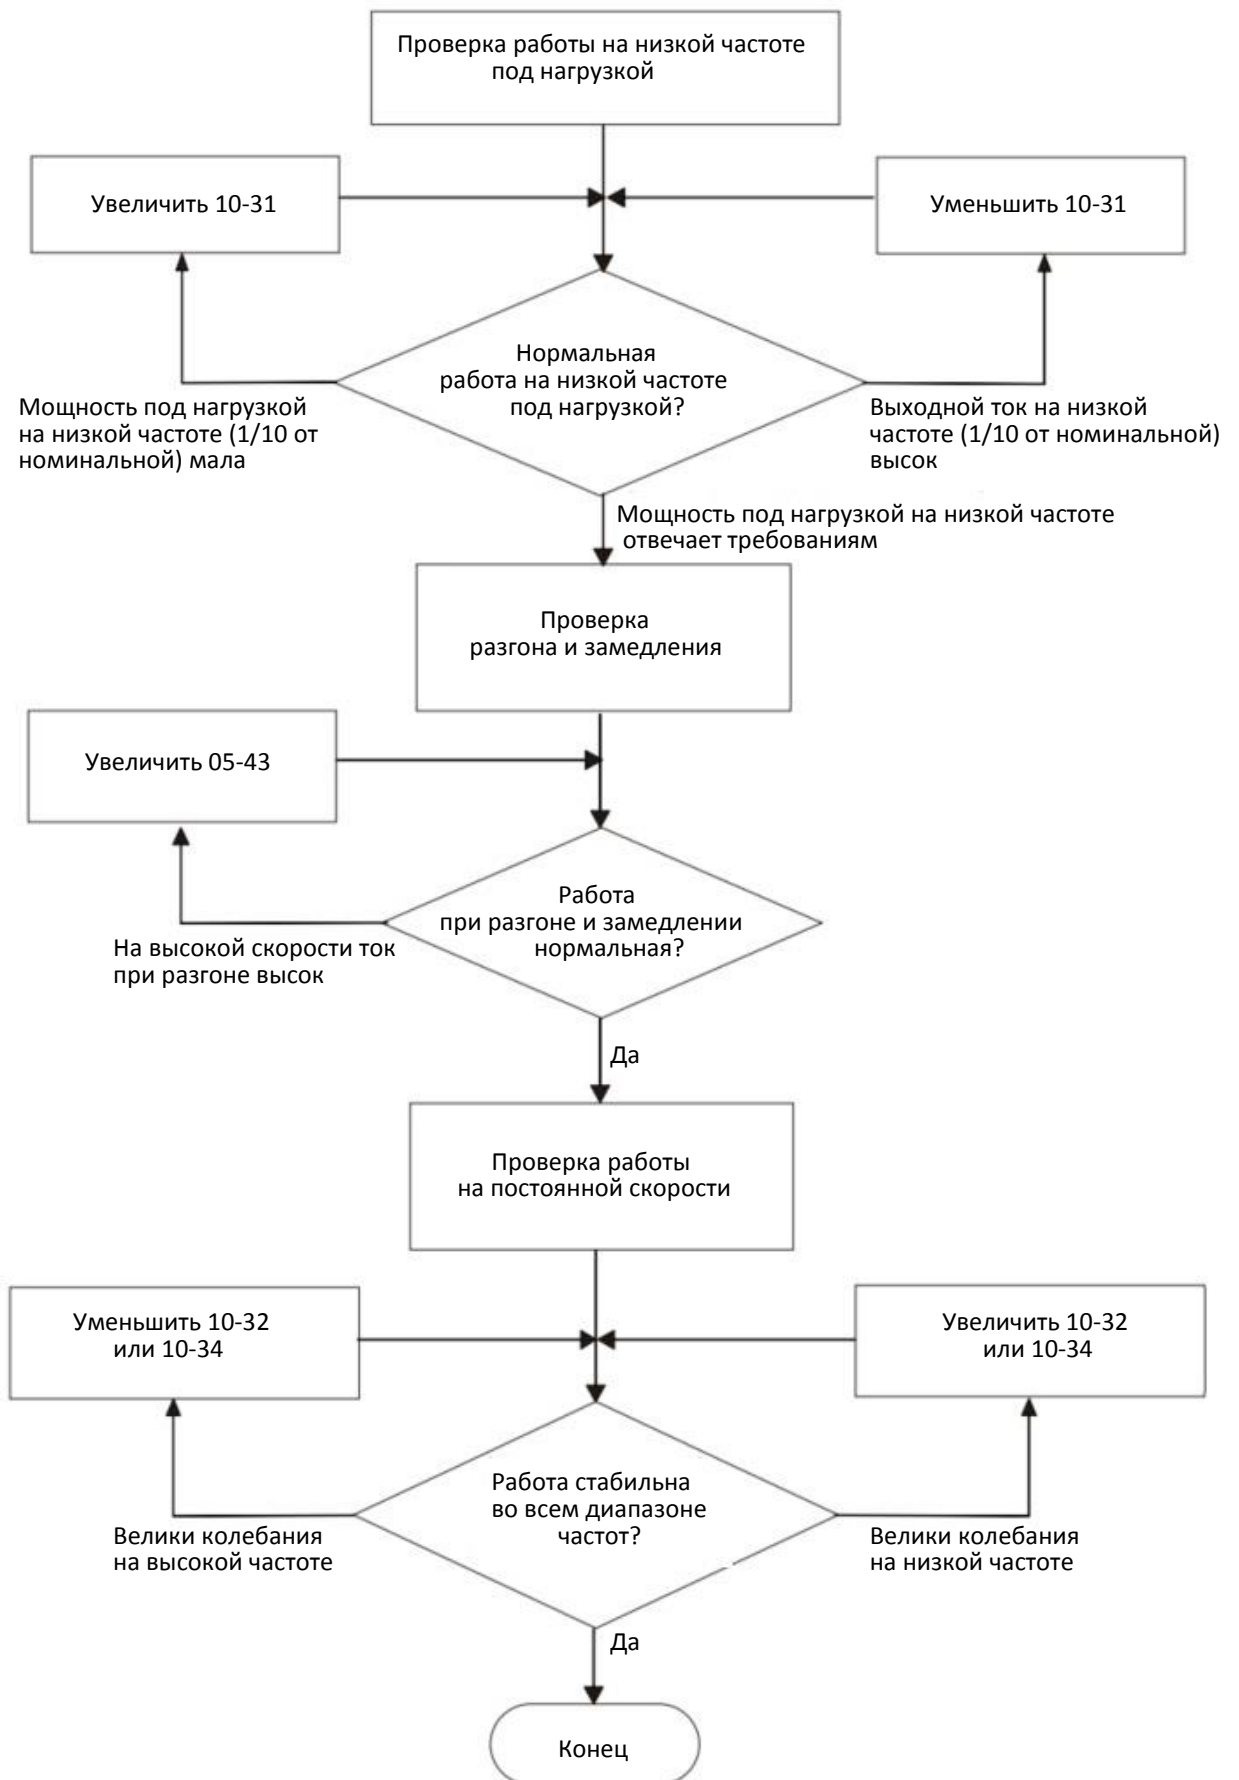 Проверка работы на низкой частоте
под нагрузкой
Увеличить 10-31
Уменьшить 10-31
Нормальная
работа на низкой частоте
под нагрузкой?
Мощность под нагрузкой
на низкой частоте (1/10 от
номинальной) мала
Выходной ток на низкой
частоте (1/10 от номинальной)
высок
Мощность под нагрузкой на низкой частоте
отвечает требованиям
Проверка
разгона и замедления
Увеличить 05-43
Работа
при разгоне и замедлении
нормальная?
На высокой скорости ток
при разгоне высок
Да
Проверка работы
на постоянной скорости
Уменьшить 10-32
или 10-34
Увеличить 10-32
или 10-34
Работа стабильна
во всем диапазоне
частот?
Велики колебания
на высокой частоте
Велики колебания
на низкой частоте
Да
Конец